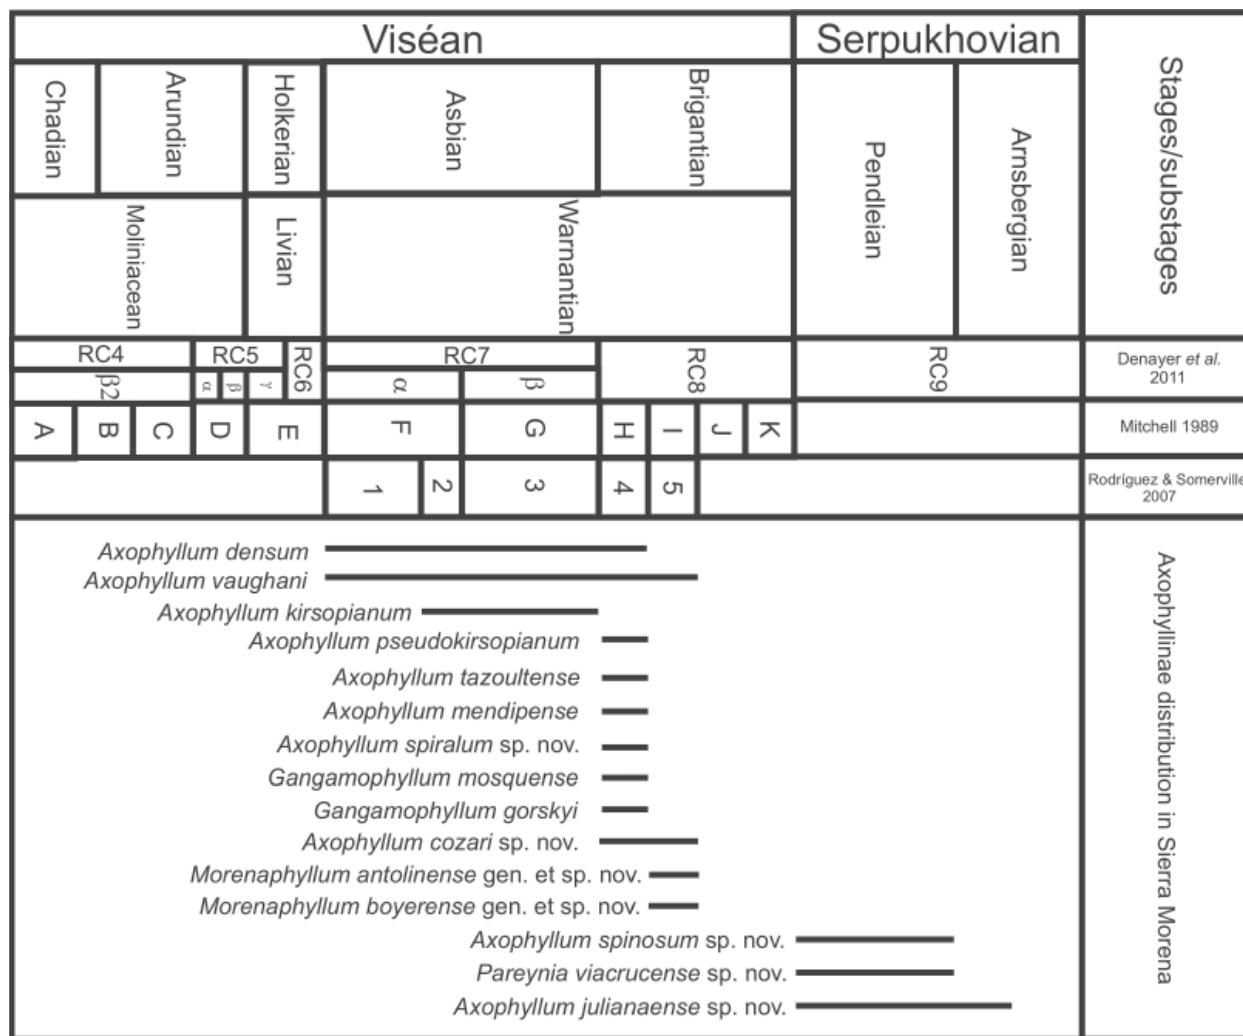 Viséan
Serpukhovian
Stages/substages
Chadian
Arundian
Holkerian
Asbian
Brigantian
Pendleian
Arnsbergian
Moliniacean
Livian
Warnantian
RC4
RC5
RC6
RC7
RC8
RC9
Denayer et al.
2011
β2
α
β
γ
α
β
A
B
C
D
E
F
G
H
I
J
K
Mitchell 1989
1
2
3
4
5
Rodríguez & Somerville
2007
Axophyllum densum
Axophyllum vaughani
Axophyllum kirsopianum
Axophyllum pseudokirsopianum
Axophyllum tazoultense
Axophyllum mendipense
Axophyllum spiralum sp. nov.
Gangamophyllum mosquense
Gangamophyllum gorskyi
Axophyllum cozari sp. nov.
Morenaphyllum antolinense gen. et sp. nov.
Morenaphyllum boyerense gen. et sp. nov.
Axophyllum spinosum sp. nov.
Pareynia viacrucense sp. nov.
Axophyllum julianaense sp. nov.
Axophyllinae distribution in Sierra Morena